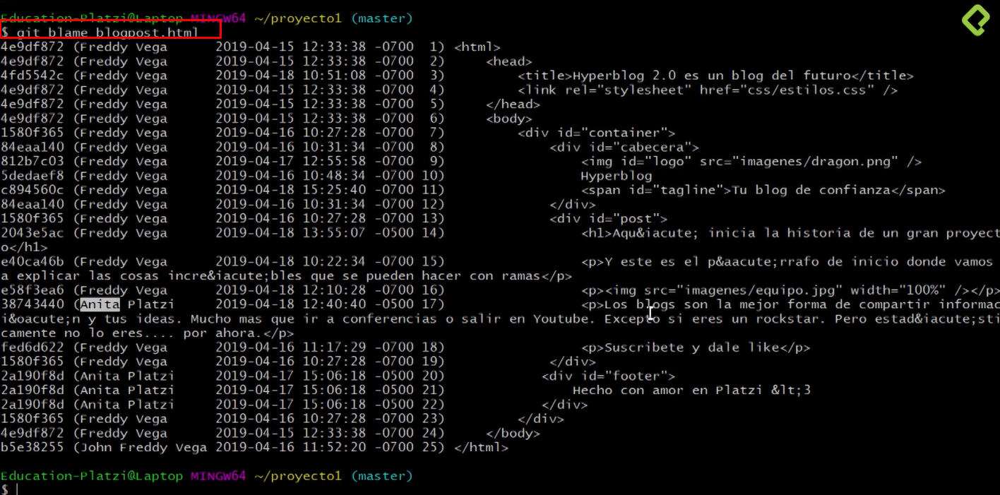 Education-Platzi@Laptop MINGW64 ~/proyecto1 (master)
$ git blame blogpost.html
4e9df872 (Freddy Vega      2019-04-15 12:33:38 -0700  1) <html>
4e9df872 (Freddy Vega      2019-04-15 12:33:38 -0700  2)     <head>
4fd5542c (Freddy Vega      2019-04-18 10:51:08 -0700  3)         <title>Hyperblog 2.0 es un blog del futuro</title>
4e9df872 (Freddy Vega      2019-04-15 12:33:38 -0700  4)         <link rel="stylesheet" href="css/estilos.css" />
4e9df872 (Freddy Vega      2019-04-15 12:33:38 -0700  5)     </head>
4e9df872 (Freddy Vega      2019-04-15 12:33:38 -0700  6)     <body>
1580f365 (Freddy Vega      2019-04-16 10:27:28 -0700  7)         <div id="container">
84eaa140 (Freddy Vega      2019-04-16 10:31:34 -0700  8)             <div id="cabecera">
812b7c03 (Freddy Vega      2019-04-17 12:55:58 -0700  9)                 <img id="logo" src="imagenes/dragon.png" />
5dedaef8 (Freddy Vega      2019-04-16 10:48:34 -0700 10)                 Hyperblog
c894560c (Freddy Vega      2019-04-18 15:25:40 -0700 11)                 <span id="tagline">Tu blog de confianza</span>
84eaa140 (Freddy Vega      2019-04-16 10:31:34 -0700 12)             </div>
1580f365 (Freddy Vega      2019-04-16 10:27:28 -0700 13)             <div id="post">
2043e5ac (Freddy Vega      2019-04-18 13:55:07 -0500 14)                 <h1>Aqu&iacute; inicia la historia de un gran proyect
o</h1>
e40ca46b (Freddy Vega      2019-04-18 10:22:34 -0700 15)                 <p>Y este es el p&aacute;rrafo de inicio donde vamos
a explicar las cosas incre&iacute;bles que se pueden hacer con ramas</p>
e58f3ea6 (Freddy Vega      2019-04-18 12:10:28 -0700 16)                 <p><img src="imagenes/equipo.jpg" width="100%" /></p>
38743440 (Anita Platzi     2019-04-18 12:40:40 -0500 17)                 <p>Los blogs son la mejor forma de compartir informac
i&oacute;n y tus ideas. Mucho mas que ir a conferencias o salir en Youtube. Excepto si eres un rockstar. Pero estad&iacute;sti
camente no lo eres.... por ahora.</p>
fed6d622 (Freddy Vega      2019-04-16 11:17:29 -0700 18)                 <p>Suscribete y dale like</p>
1580f365 (Freddy Vega      2019-04-16 10:27:28 -0700 19)             </div>
2a190f8d (Anita Platzi     2019-04-17 15:06:18 -0500 20)            <div id="footer">
2a190f8d (Anita Platzi     2019-04-17 15:06:18 -0500 21)                Hecho con amor en Platzi &lt;3
2a190f8d (Anita Platzi     2019-04-17 15:06:18 -0500 22)            </div>
1580f365 (Freddy Vega      2019-04-16 10:27:28 -0700 23)         </div>
4e9df872 (Freddy Vega      2019-04-15 12:33:38 -0700 24)     </body>
b5e38255 (John Freddy Vega 2019-04-16 11:52:20 -0700 25) </html>
Education-Platzi@Laptop MINGW64 ~/proyecto1 (master)
$